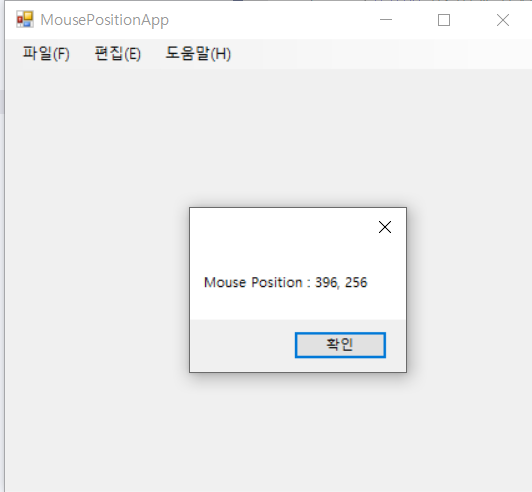 MousePositionApp
파일(F) 편집(E) 도움말(H)
Mouse Position : 396, 256
확인